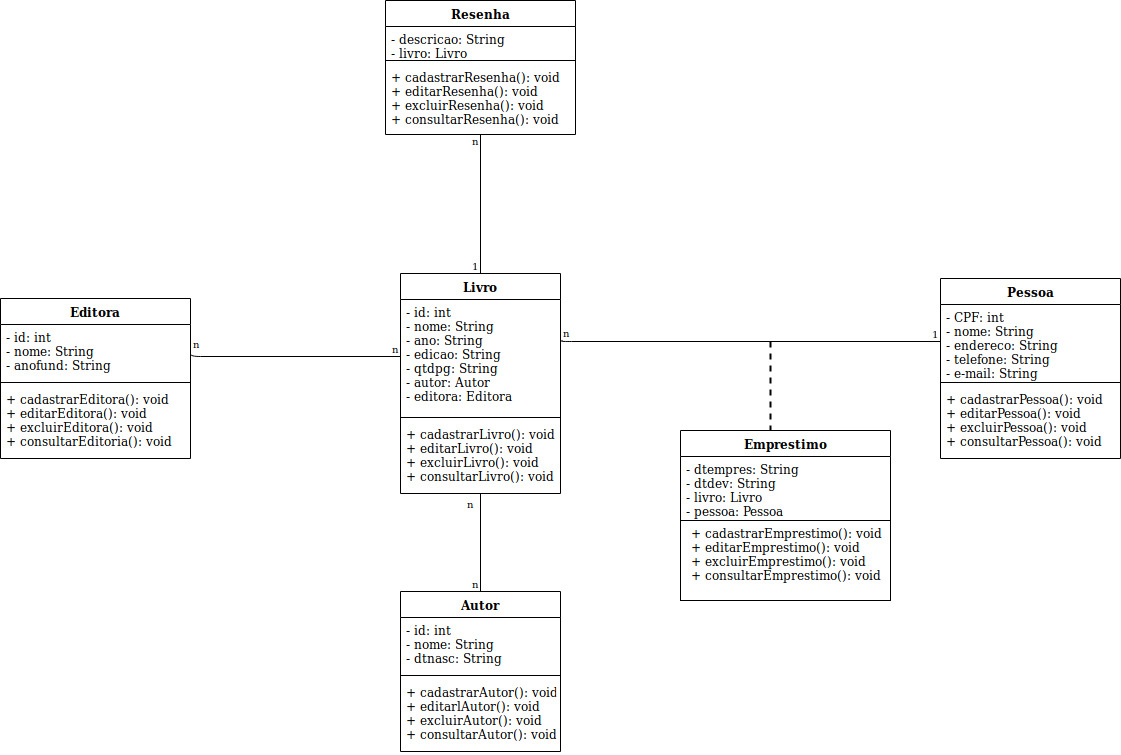 Resenha
- descricao: String
- livro: Livro
+ cadastrarResenha(): void
+ editarResenha(): void
+ excluirResenha(): void
+ consultarResenha(): void
n
1
Editora
- id: int
- nome: String
- anofund: String
+ cadastrarEditora(): void
+ editarEditora(): void
+ excluirEditora(): void
+ consultarEditoria(): void
n
n
Livro
- id: int
- nome: String
- ano: String
- edicao: String
- qtdpg: String
- autor: Autor
- editora: Editora
+ cadastrarLivro(): void
+ editarLivro(): void
+ excluirLivro(): void
+ consultarLivro(): void
n
1
Pessoa
- CPF: int
- nome: String
- endereco: String
- telefone: String
- e-mail: String
+ cadastrarPessoa(): void
+ editarPessoa(): void
+ excluirPessoa(): void
+ consultarPessoa(): void
Emprestimo
- dtempres: String
- dtdev: String
- livro: Livro
- pessoa: Pessoa
+ cadastrarEmprestimo(): void
+ editarEmprestimo(): void
+ excluirEmprestimo(): void
+ consultarEmprestimo(): void
n
n
Autor
- id: int
- nome: String
- dtnasc: String
+ cadastrarAutor(): void
+ editarlAutor(): void
+ excluirAutor(): void
+ consultarAutor(): void